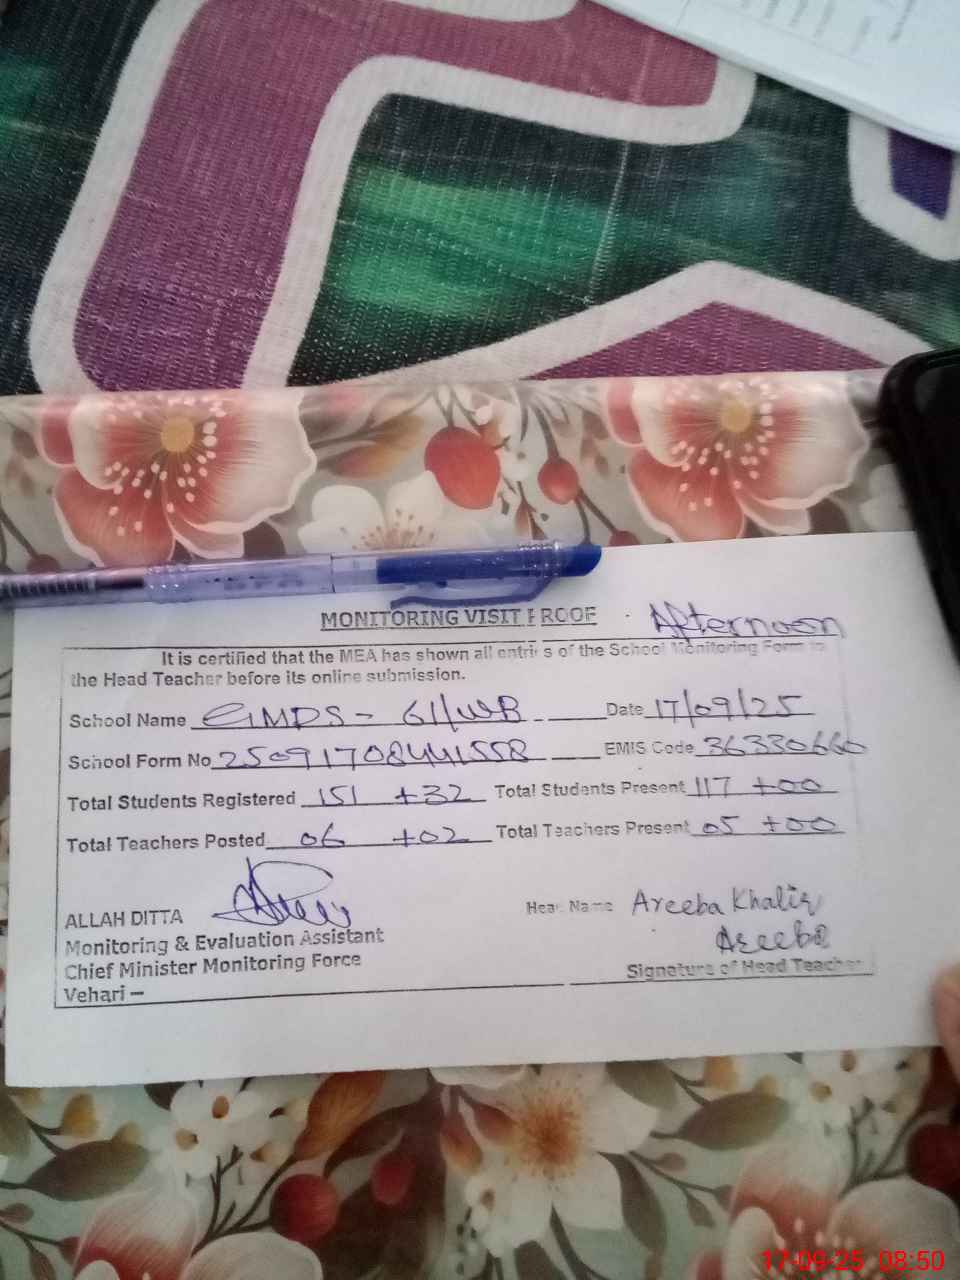 MONITORING VISIT PROOF
Afternoon
It is certified that the MEA has shown all entries of the School Monitoring Form to
the Head Teacher before its online submission.
School Name GMPS - 61/WB Date 17/09/25
School Form No 25091708441558 EMIS Code 36330660
Total Students Registered 151 +32 Total Students Present 117 +00
Total Teachers Posted 06 +02 Total Teachers Present 05 +00
ALLAH DITTA
Head Name Areeba Khaliq
Monitoring & Evaluation Assistant
Areeba
Chief Minister Monitoring Force
Signature of Head Teacher
Vehari –
17-09-25 08:50